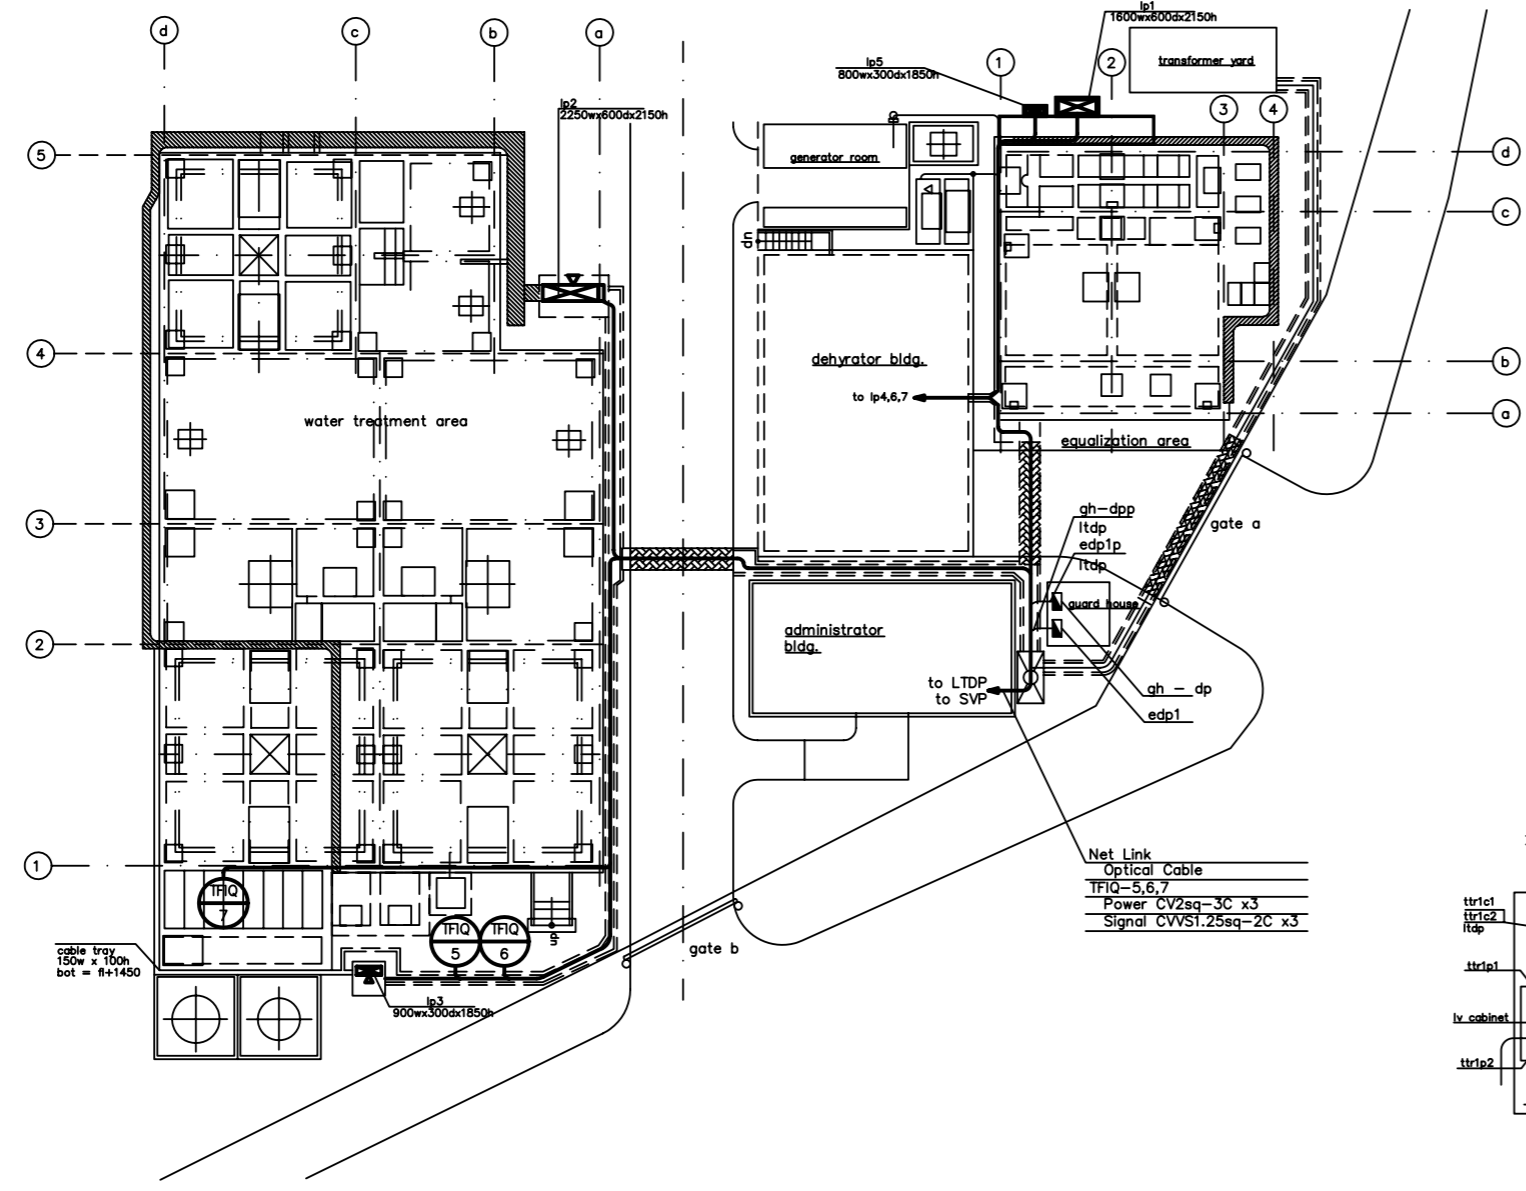 d
c
b
a
5
4
3
2
1
lp2
2250wx600dx2150h
water treatment area
TFIQ
7
TFIQ
5
TFIQ
6
dn
cable tray
150w x 100h
bot = fl+1450
lp3
900wx300dx1850h
gate b
lp1
1600wx600dx2150h
lp5
800wx300dx1850h
transformer yard
1
2
3
4
d
c
b
a
generator room
up
dehyrator bldg.
to lp4,6,7
equalization area
gate a
gh-dpp
ltdp
edp1p
ltdp
guard house
administrator
bldg.
to LTDP
to SVP
gh - dp
edp1
Net Link
Optical Cable
TFIQ-5,6,7
Power CV2sq-3C x3
Signal CVVS1.25sq-2C x3
ttr1c1
ttr1c2
ltdp
ttr1p1
lv cabinet
ttr1p2